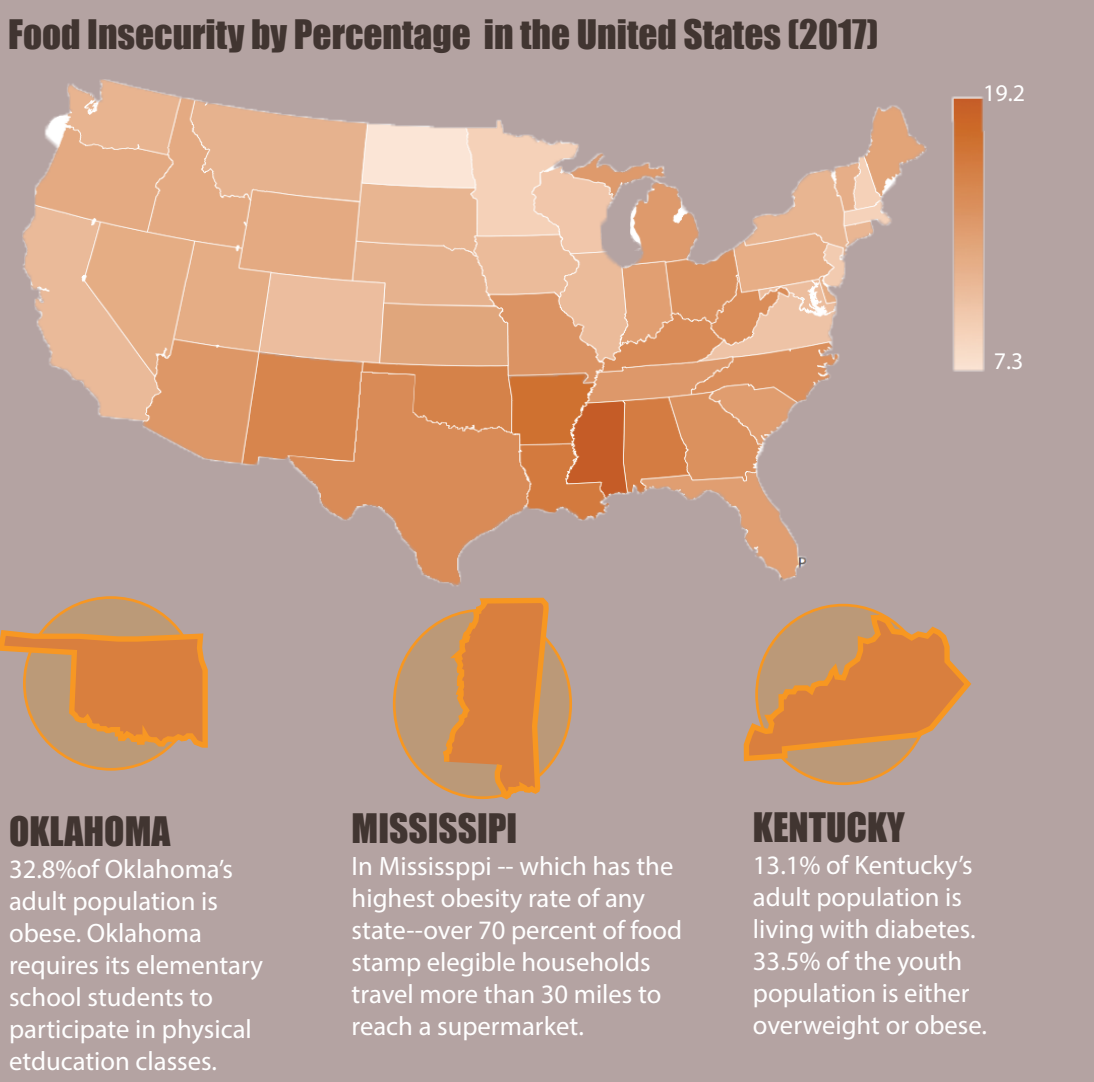 Food Insecurity by Percentage in the United States (2017)
19.2
7.3
P
OKLAHOMA
32.8%of Oklahoma's
adult population is
obese. Oklahoma
requires its elementary
school students to
participate in physical
etducation classes.
MISSISSIPI
In Mississppi -- which has the
highest obesity rate of any
state--over 70 percent of food
stamp elegible households
travel more than 30 miles to
reach a supermarket.
KENTUCKY
13.1% of Kentucky's
adult population is
living with diabetes.
33.5% of the youth
population is either
overweight or obese.